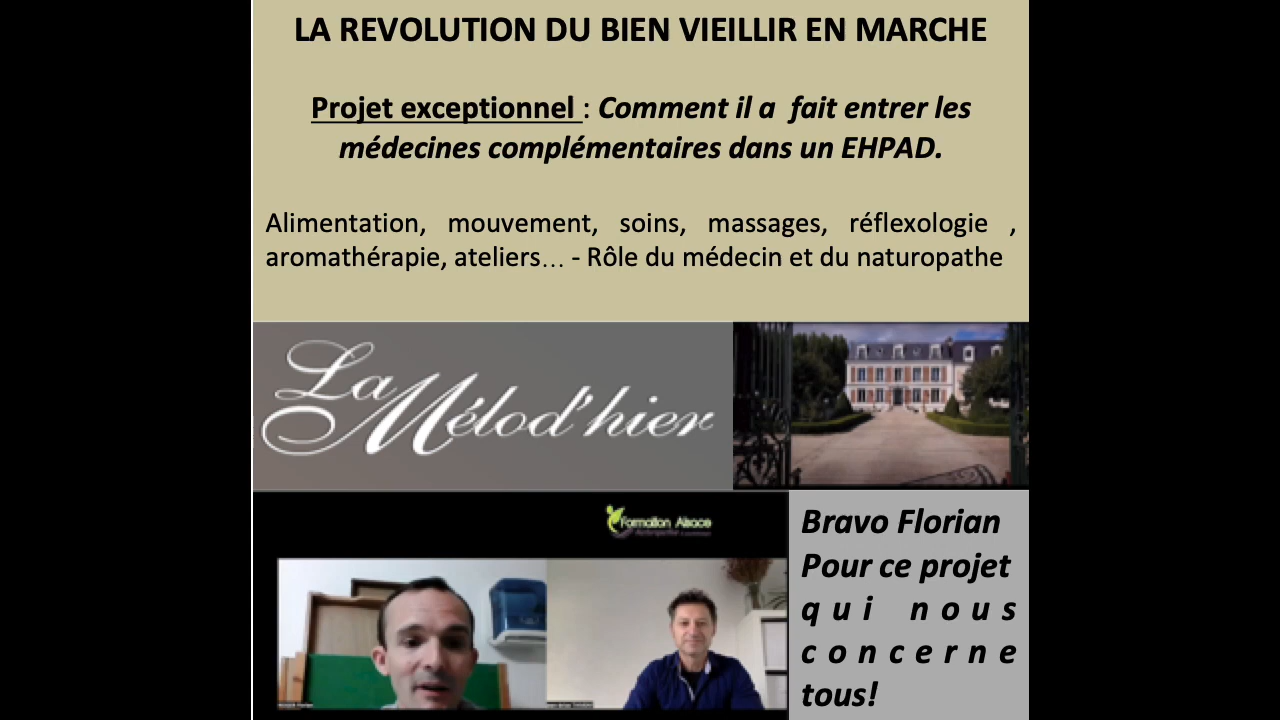 LA REVOLUTION DU BIEN VIEILLIR EN MARCHE
Projet exceptionnel : Comment il a fait entrer les
médecines complémentaires dans un EHPAD.
Alimentation, mouvement, soins, massages, réflexologie ,
aromathérapie, ateliers... - Rôle du médecin et du naturopathe
La Mélod'hier
Formation Alsace
Bravo Florian
Pour ce projet
qui nous
concerne
tous!